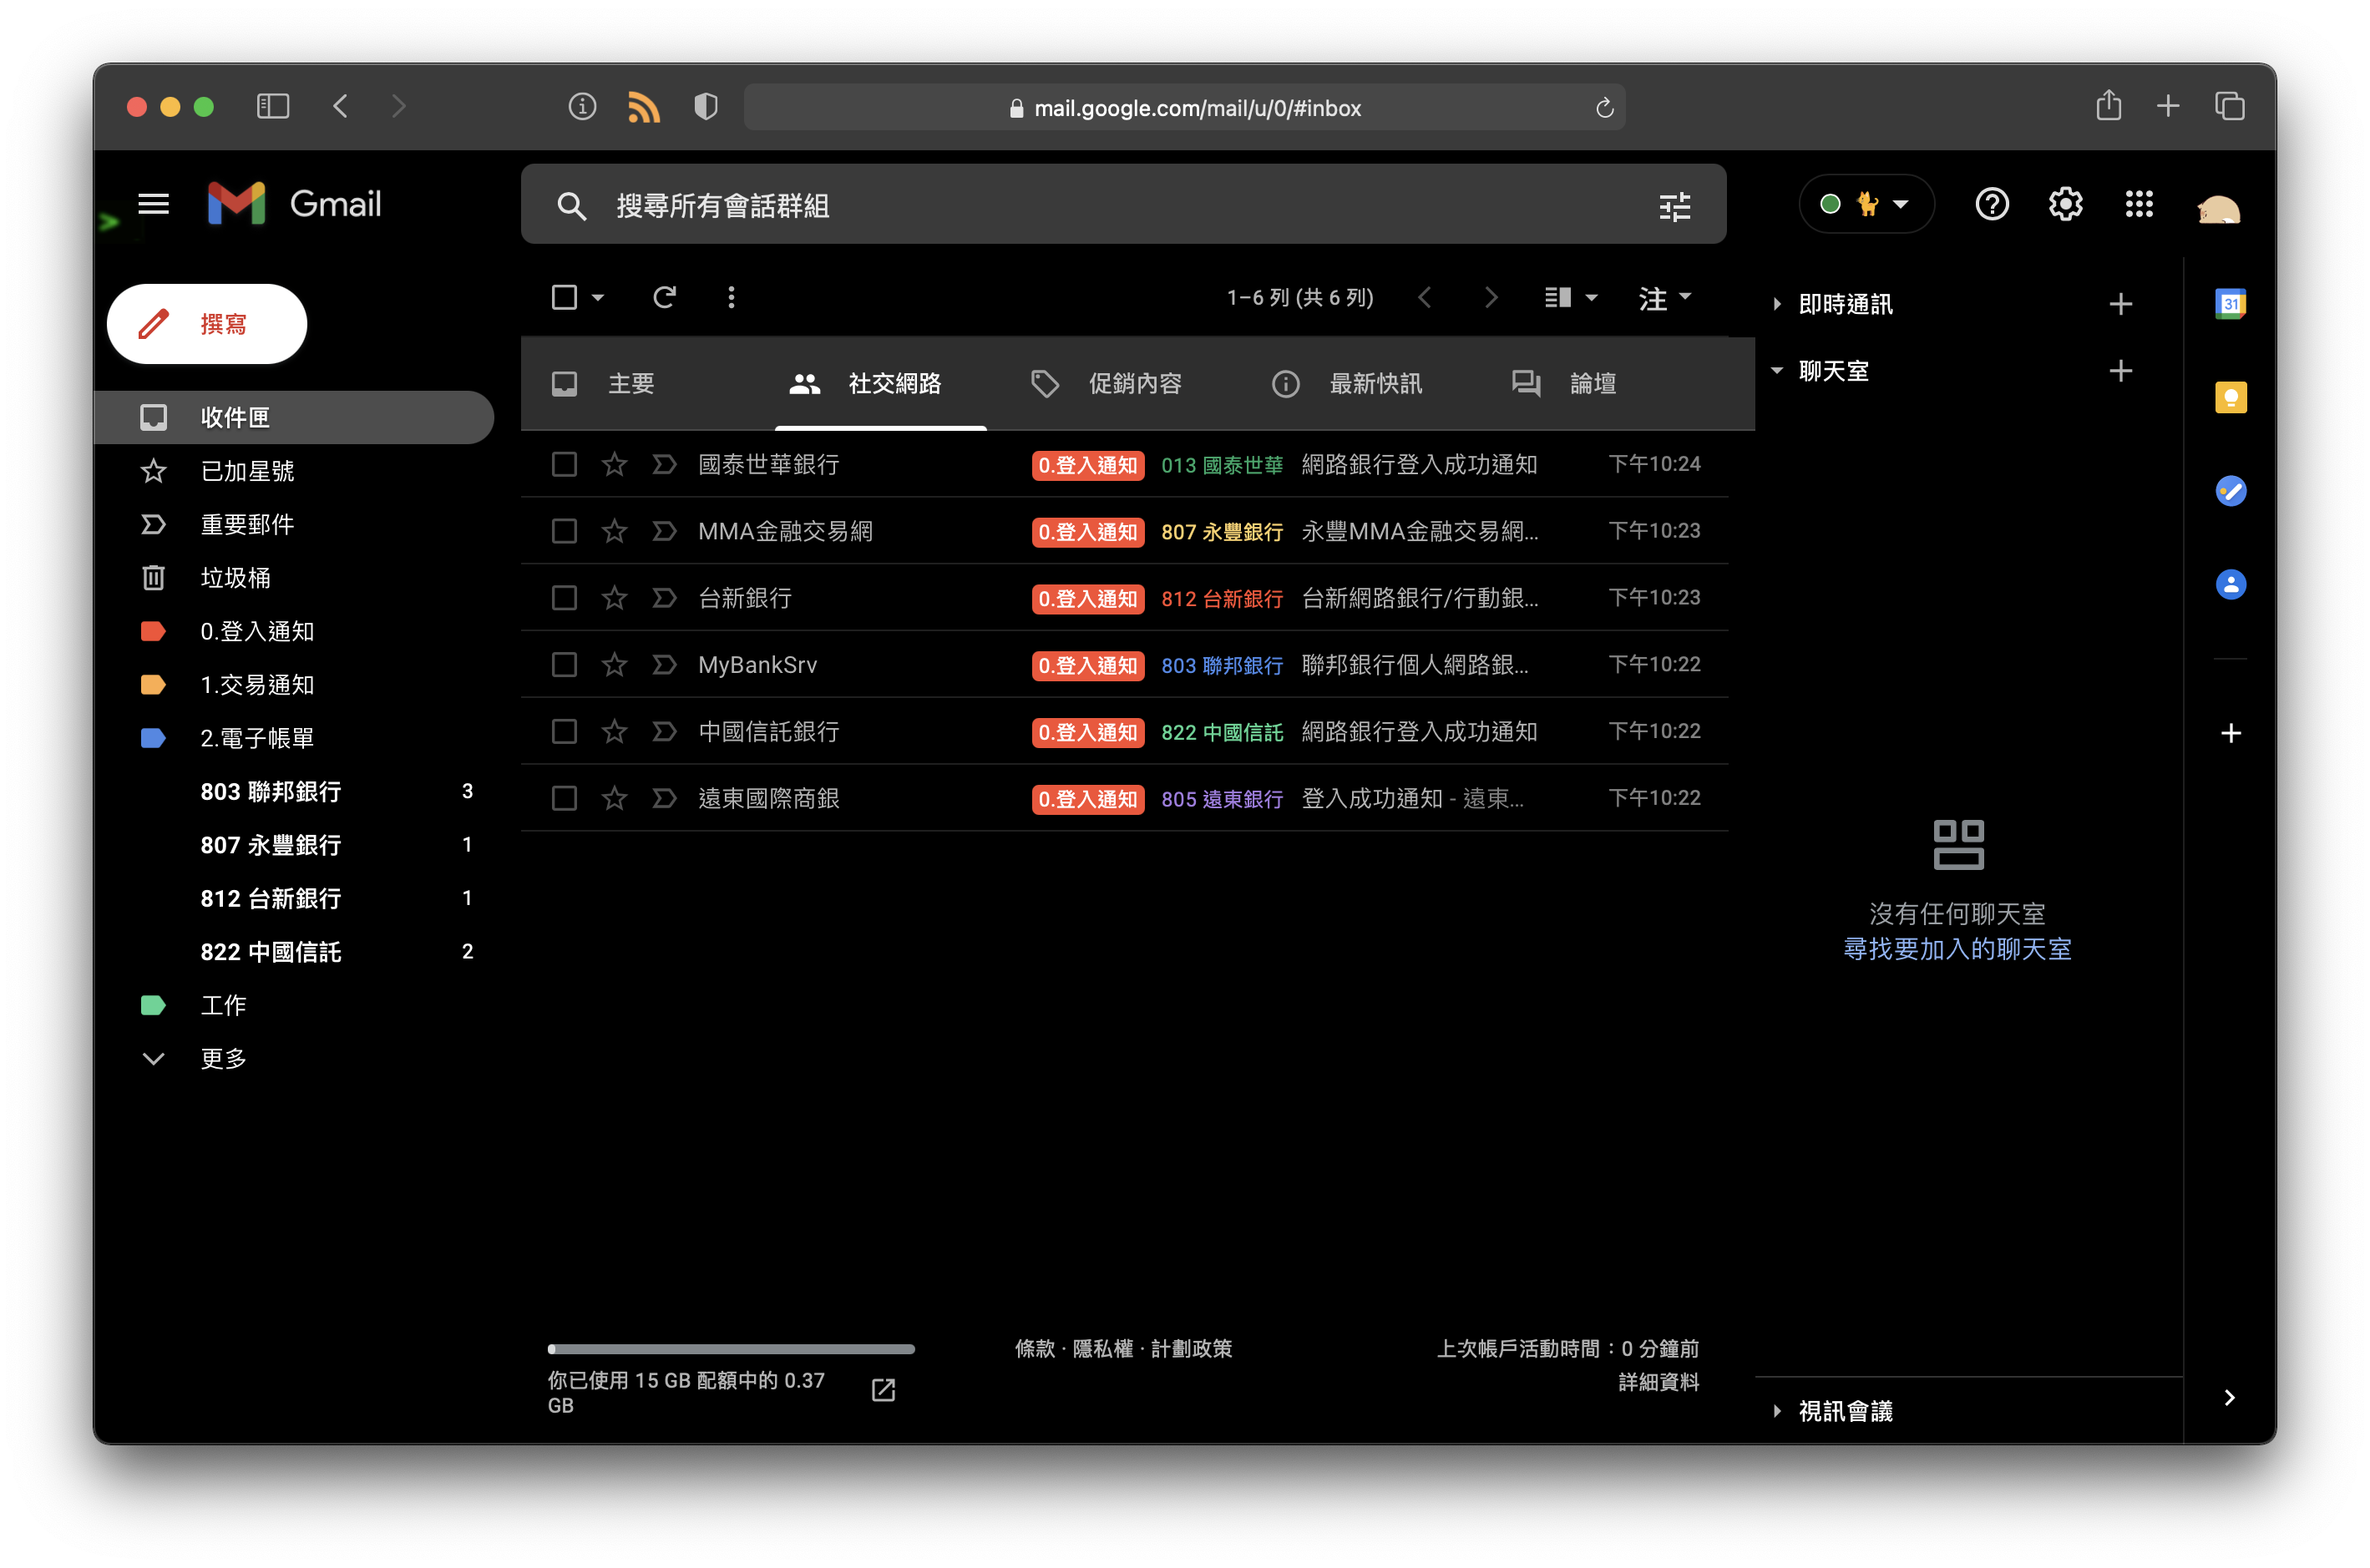 mail.google.com/mail/u/0/#inbox
Gmail
搜尋所有會話群組
撰寫
收件匣
已加星號
重要郵件
垃圾桶
0.登入通知
1.交易通知
2.電子帳單
803 聯邦銀行 3
807 永豐銀行 1
812 台新銀行 1
822 中國信託 2
工作
更多
1–6 列 (共 6 列)
注
主要
社交網路
促銷內容
最新快訊
論壇
國泰世華銀行 0.登入通知 013 國泰世華 網路銀行登入成功通知 下午10:24
MMA金融交易網 0.登入通知 807 永豐銀行 永豐MMA金融交易網... 下午10:23
台新銀行 0.登入通知 812 台新銀行 台新網路銀行/行動銀... 下午10:23
MyBankSrv 0.登入通知 803 聯邦銀行 聯邦銀行個人網路銀... 下午10:22
中國信託銀行 0.登入通知 822 中國信託 網路銀行登入成功通知 下午10:22
遠東國際商銀 0.登入通知 805 遠東銀行 登入成功通知 - 遠東... 下午10:22
你已使用 15 GB 配額中的 0.37
GB
條款 · 隱私權 · 計劃政策
上次帳戶活動時間：0 分鐘前
詳細資料
即時通訊
聊天室
沒有任何聊天室
尋找要加入的聊天室
視訊會議
31